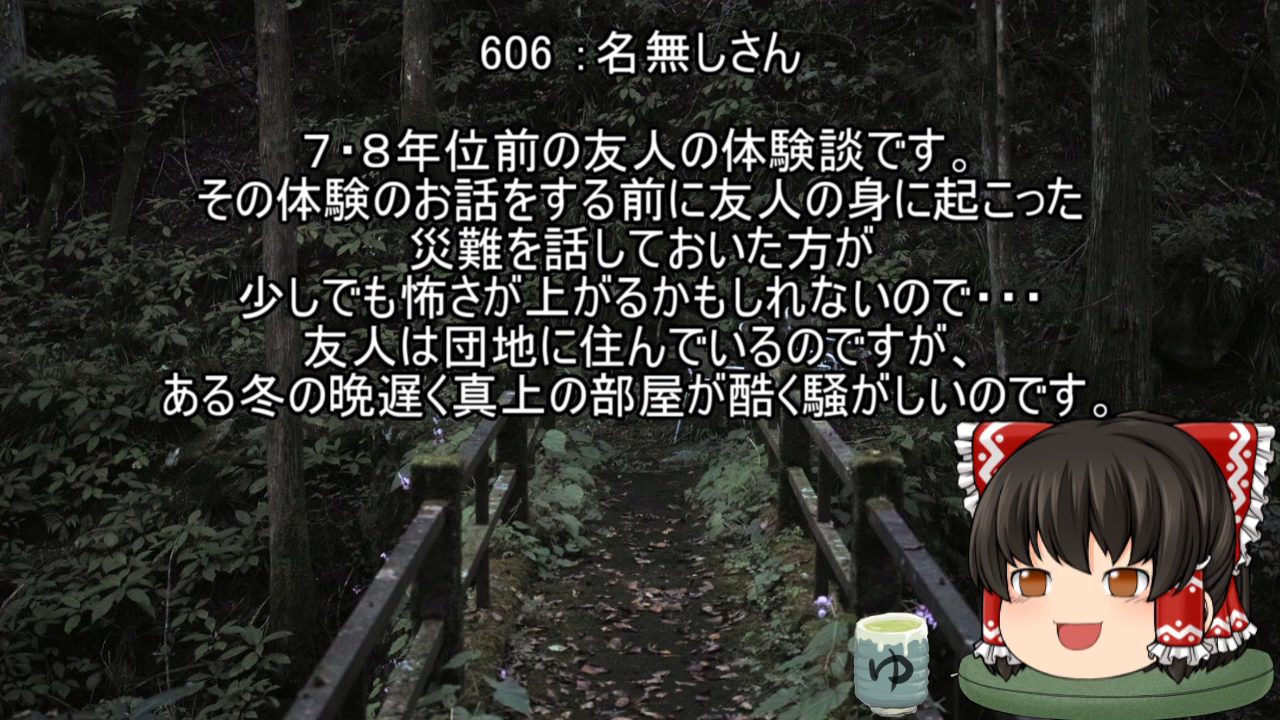 606 ：名無しさん
７・８年位前の友人の体験談です。
その体験のお話をする前に友人の身に起こった
災難を話しておいた方が
少しでも怖さが上がるかもしれないので・・・
友人は団地に住んでいるのですが、
ある冬の晩遅く真上の部屋が酷く騒がしいのです。
ゆ